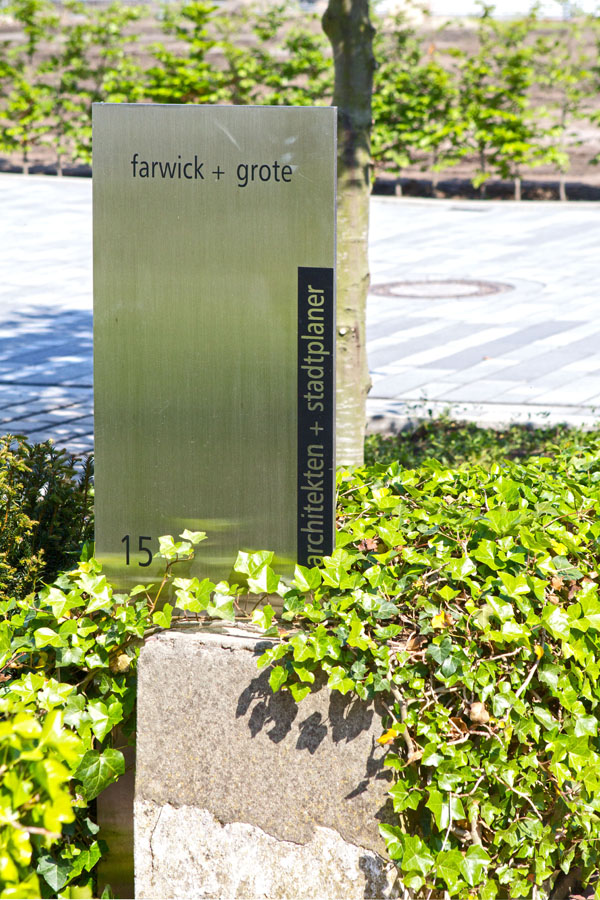 farwick + grote
architekten + stadtplaner
15